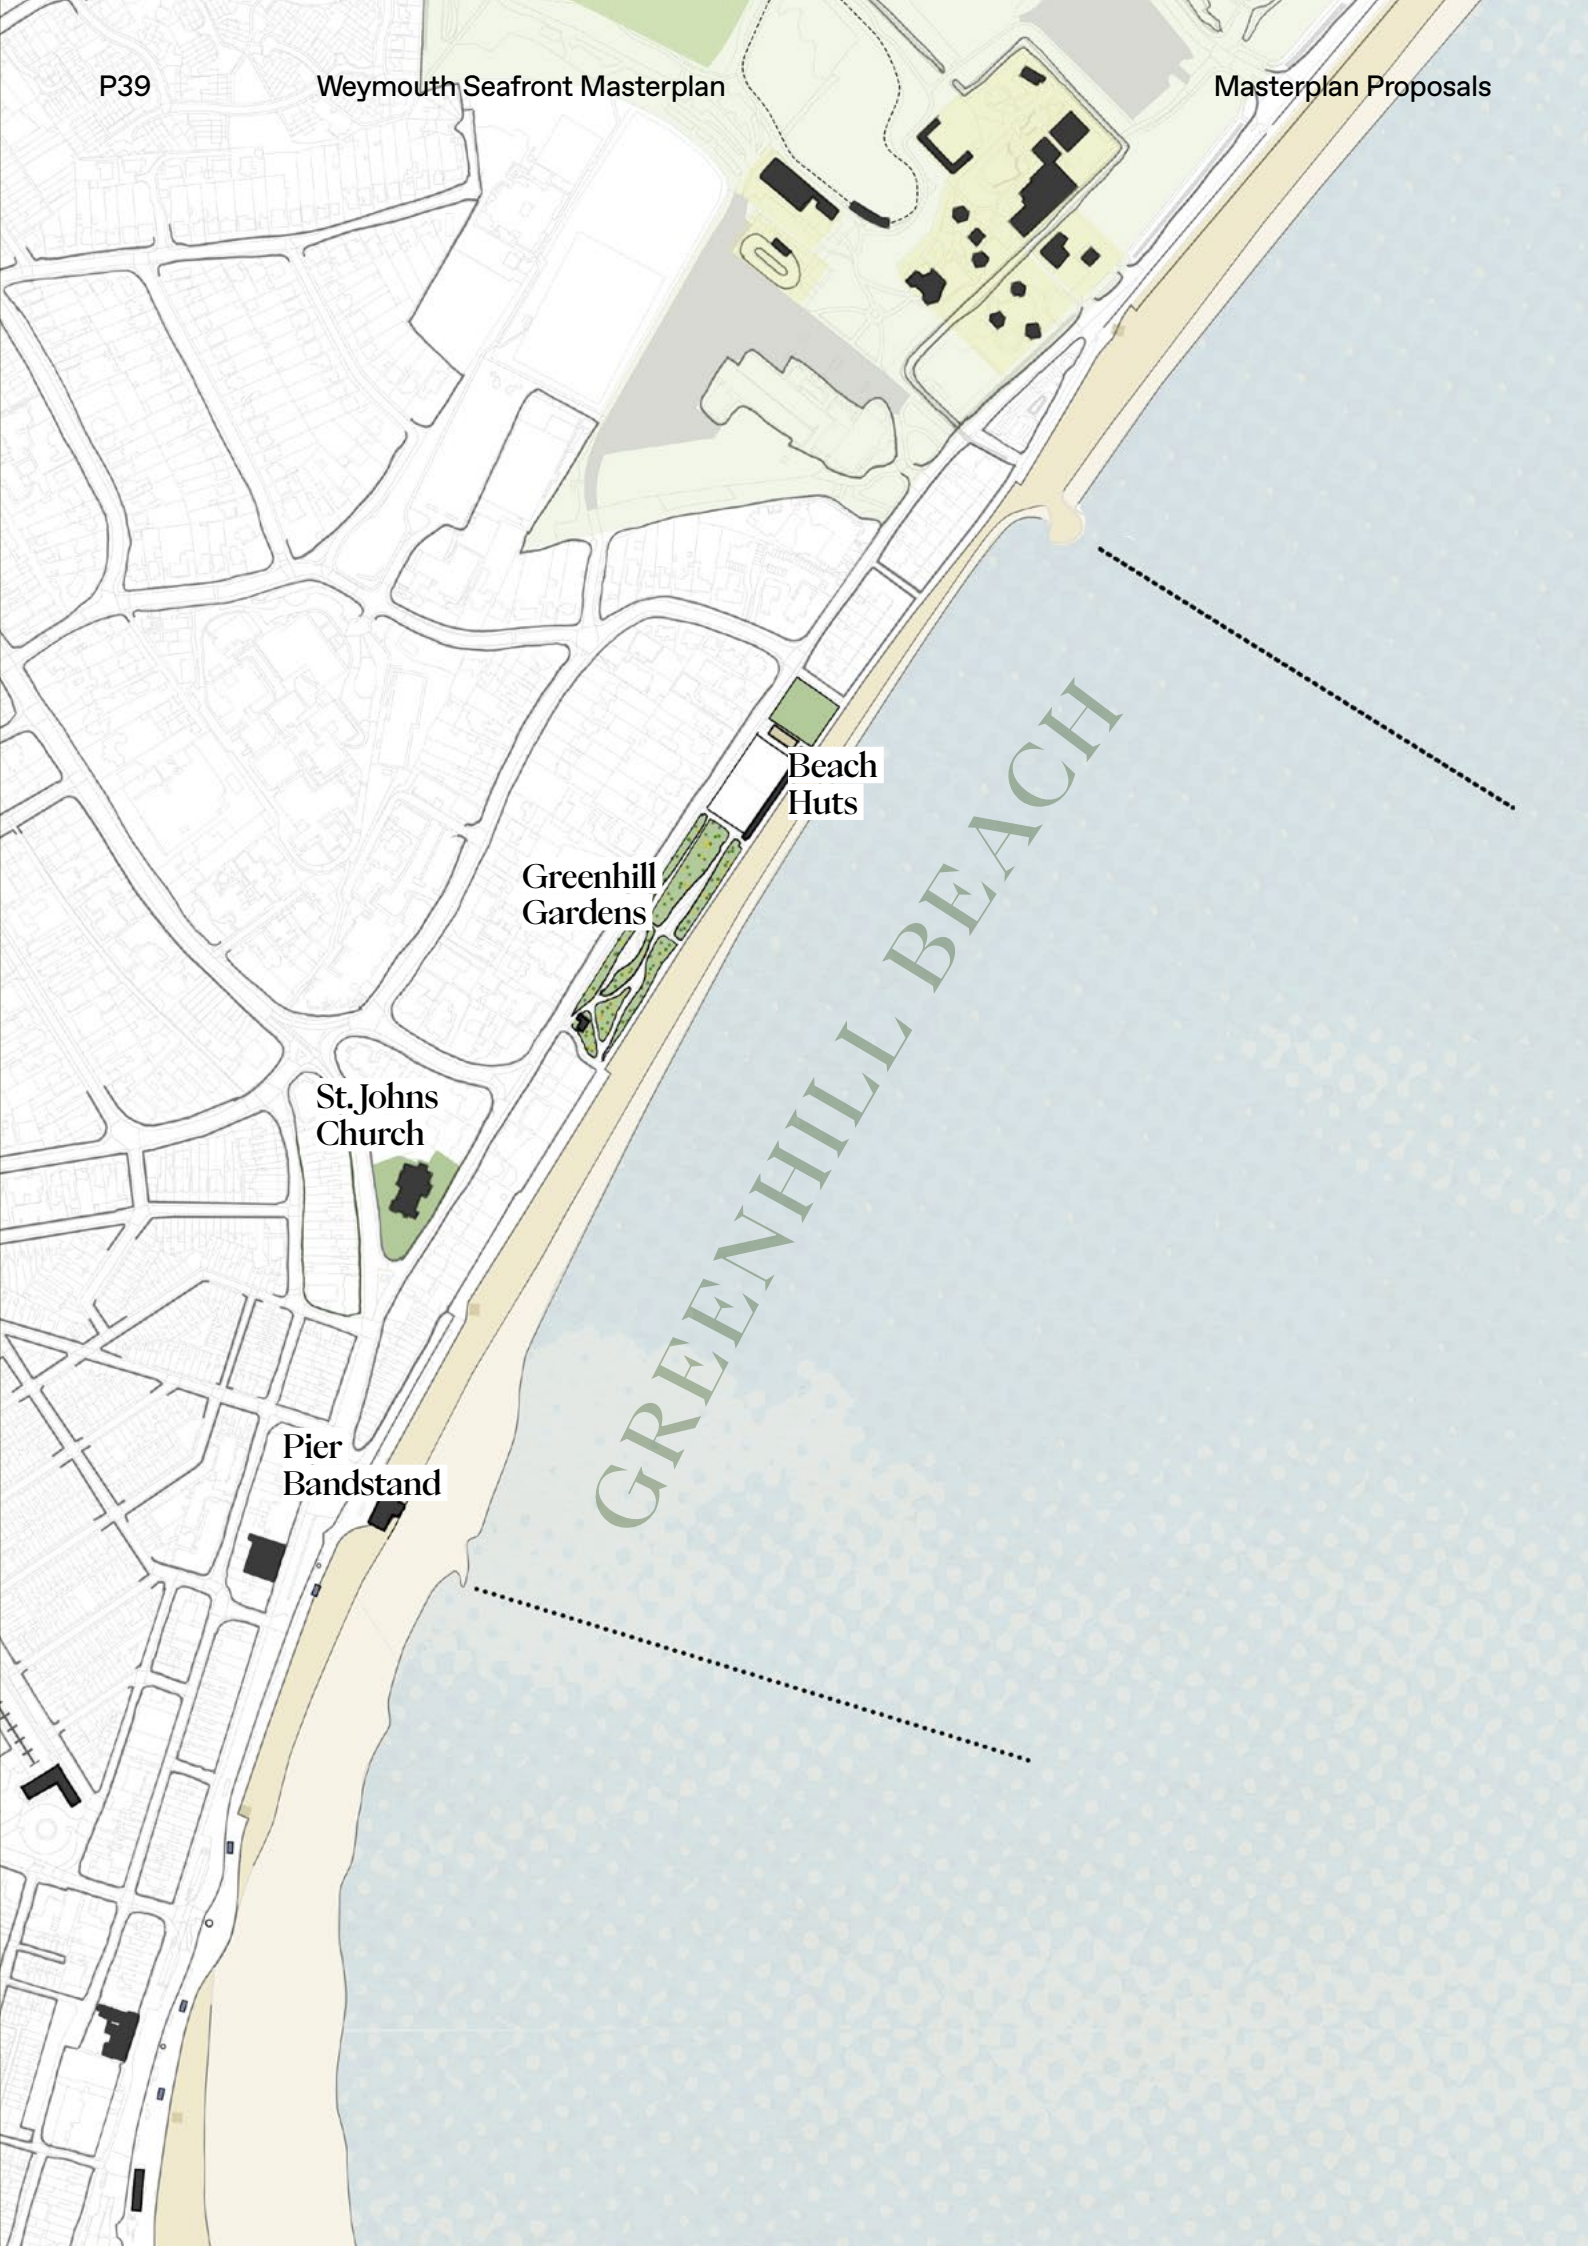 P39
Weymouth Seafront Masterplan
Masterplan Proposals
Beach
Huts
Greenhill
Gardens
GREENHILL BEACH
St. Johns
Church
Pier
Bandstand